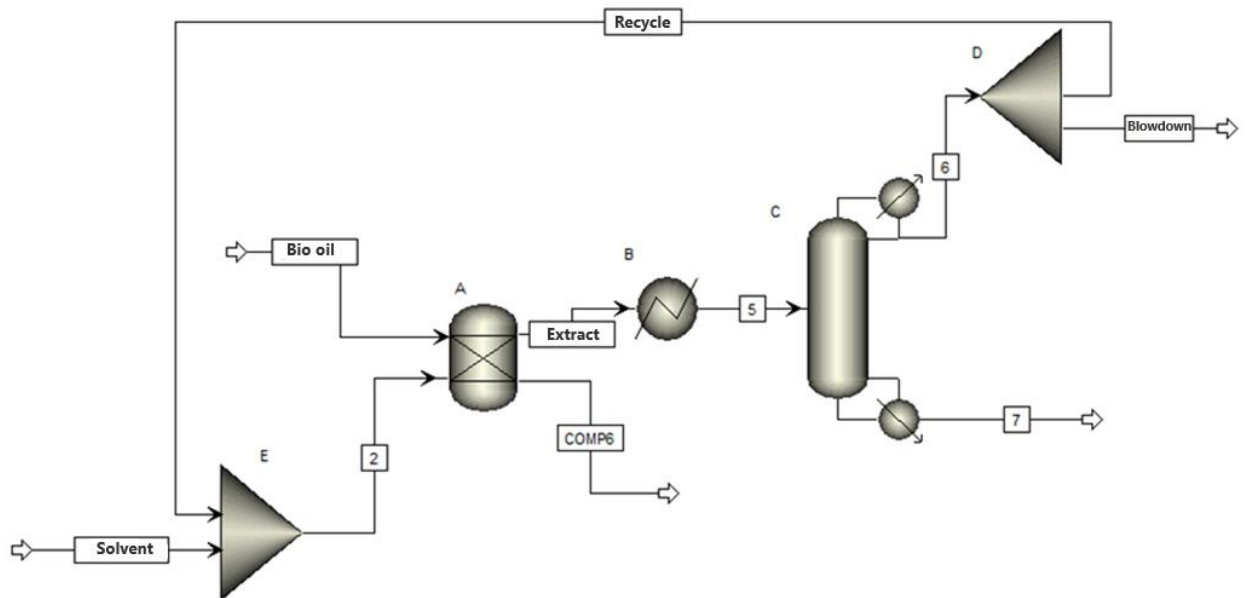 Recycle
D
Blowdown
6
C
Bio oil
B
A
5
Extract
7
COMP6
2
E
Solvent